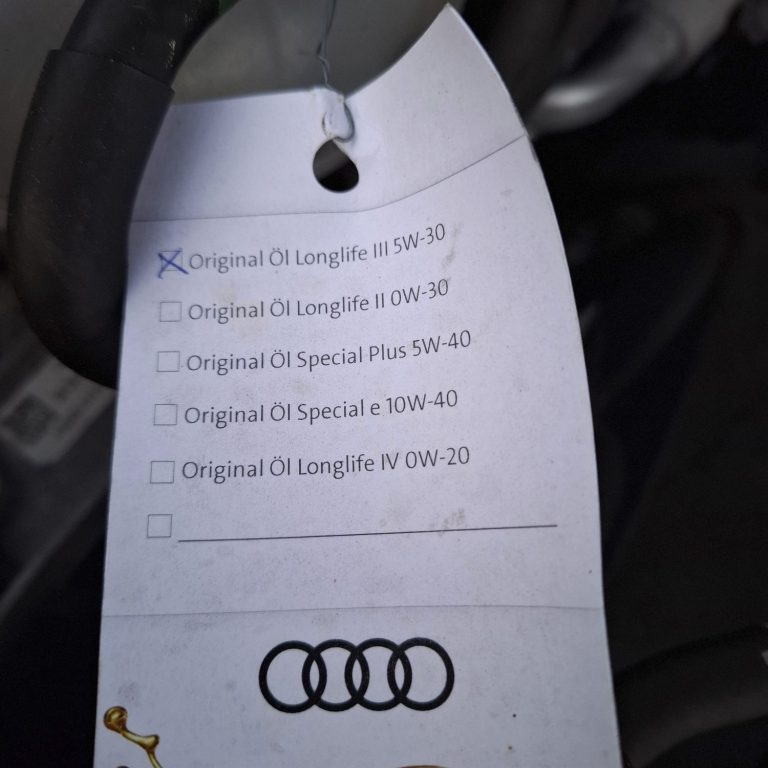 Original Öl Longlife III 5W-30
Original Öl Longlife II 0W-30
Original Öl Special Plus 5W-40
Original Öl Special e 10W-40
Original Öl Longlife IV 0W-20